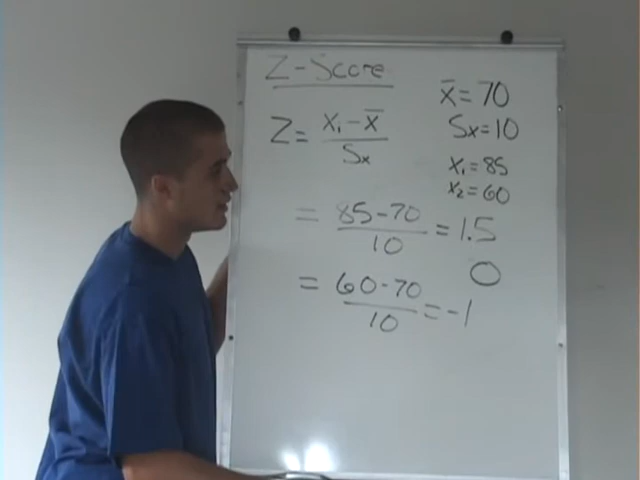 Z-Score
Z = (Xᵢ - X̄) / Sx
= (85-70) / 10 = 1.5
= (60-70) / 10 = -1
X̄ = 70
Sx = 10
X₁ = 85
X₂ = 60
0